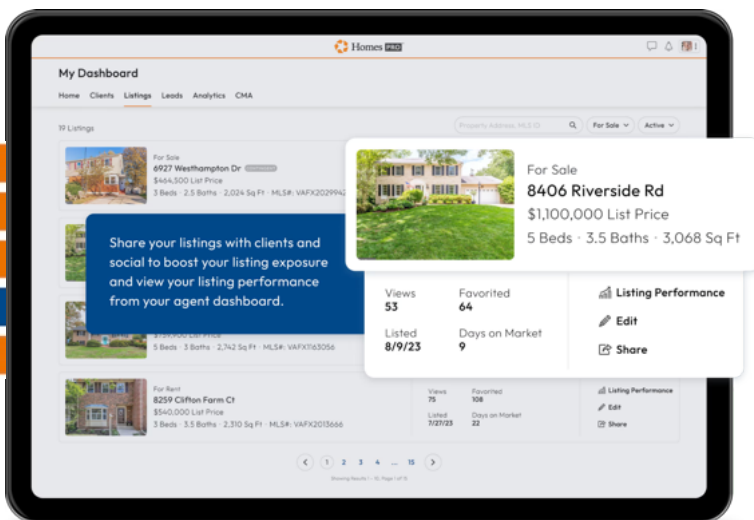 Homes PRO
My Dashboard
Home Clients Listings Leads Analytics CMA
19 Listings
Property Address, MLS ID
For Sale
Active
For Sale
6927 Westhampton Dr
$464,500 List Price
3 Beds · 2.5 Baths · 2,024 Sq Ft · MLS#: VAFX2029942
For Sale
8406 Riverside Rd
$1,100,000 List Price
5 Beds · 3.5 Baths · 3,068 Sq Ft
Share your listings with clients and
social to boost your listing exposure
and view your listing performance
from your agent dashboard.
Views Favorited
53 64
Listed Days on Market
8/9/23 9
Listing Performance
Edit
Share
5 Beds · 3 Baths · 2,742 Sq Ft · MLS#: VAFX1163056
For Rent
8259 Clifton Farm Ct
$540,000 List Price
3 Beds · 3.5 Baths · 2,310 Sq Ft · MLS#: VAFX2013666
Views Favorited
75 108
Listed Days on Market
7/27/23 22
Listing Performance
Edit
Share
1 2 3 4 ... 15